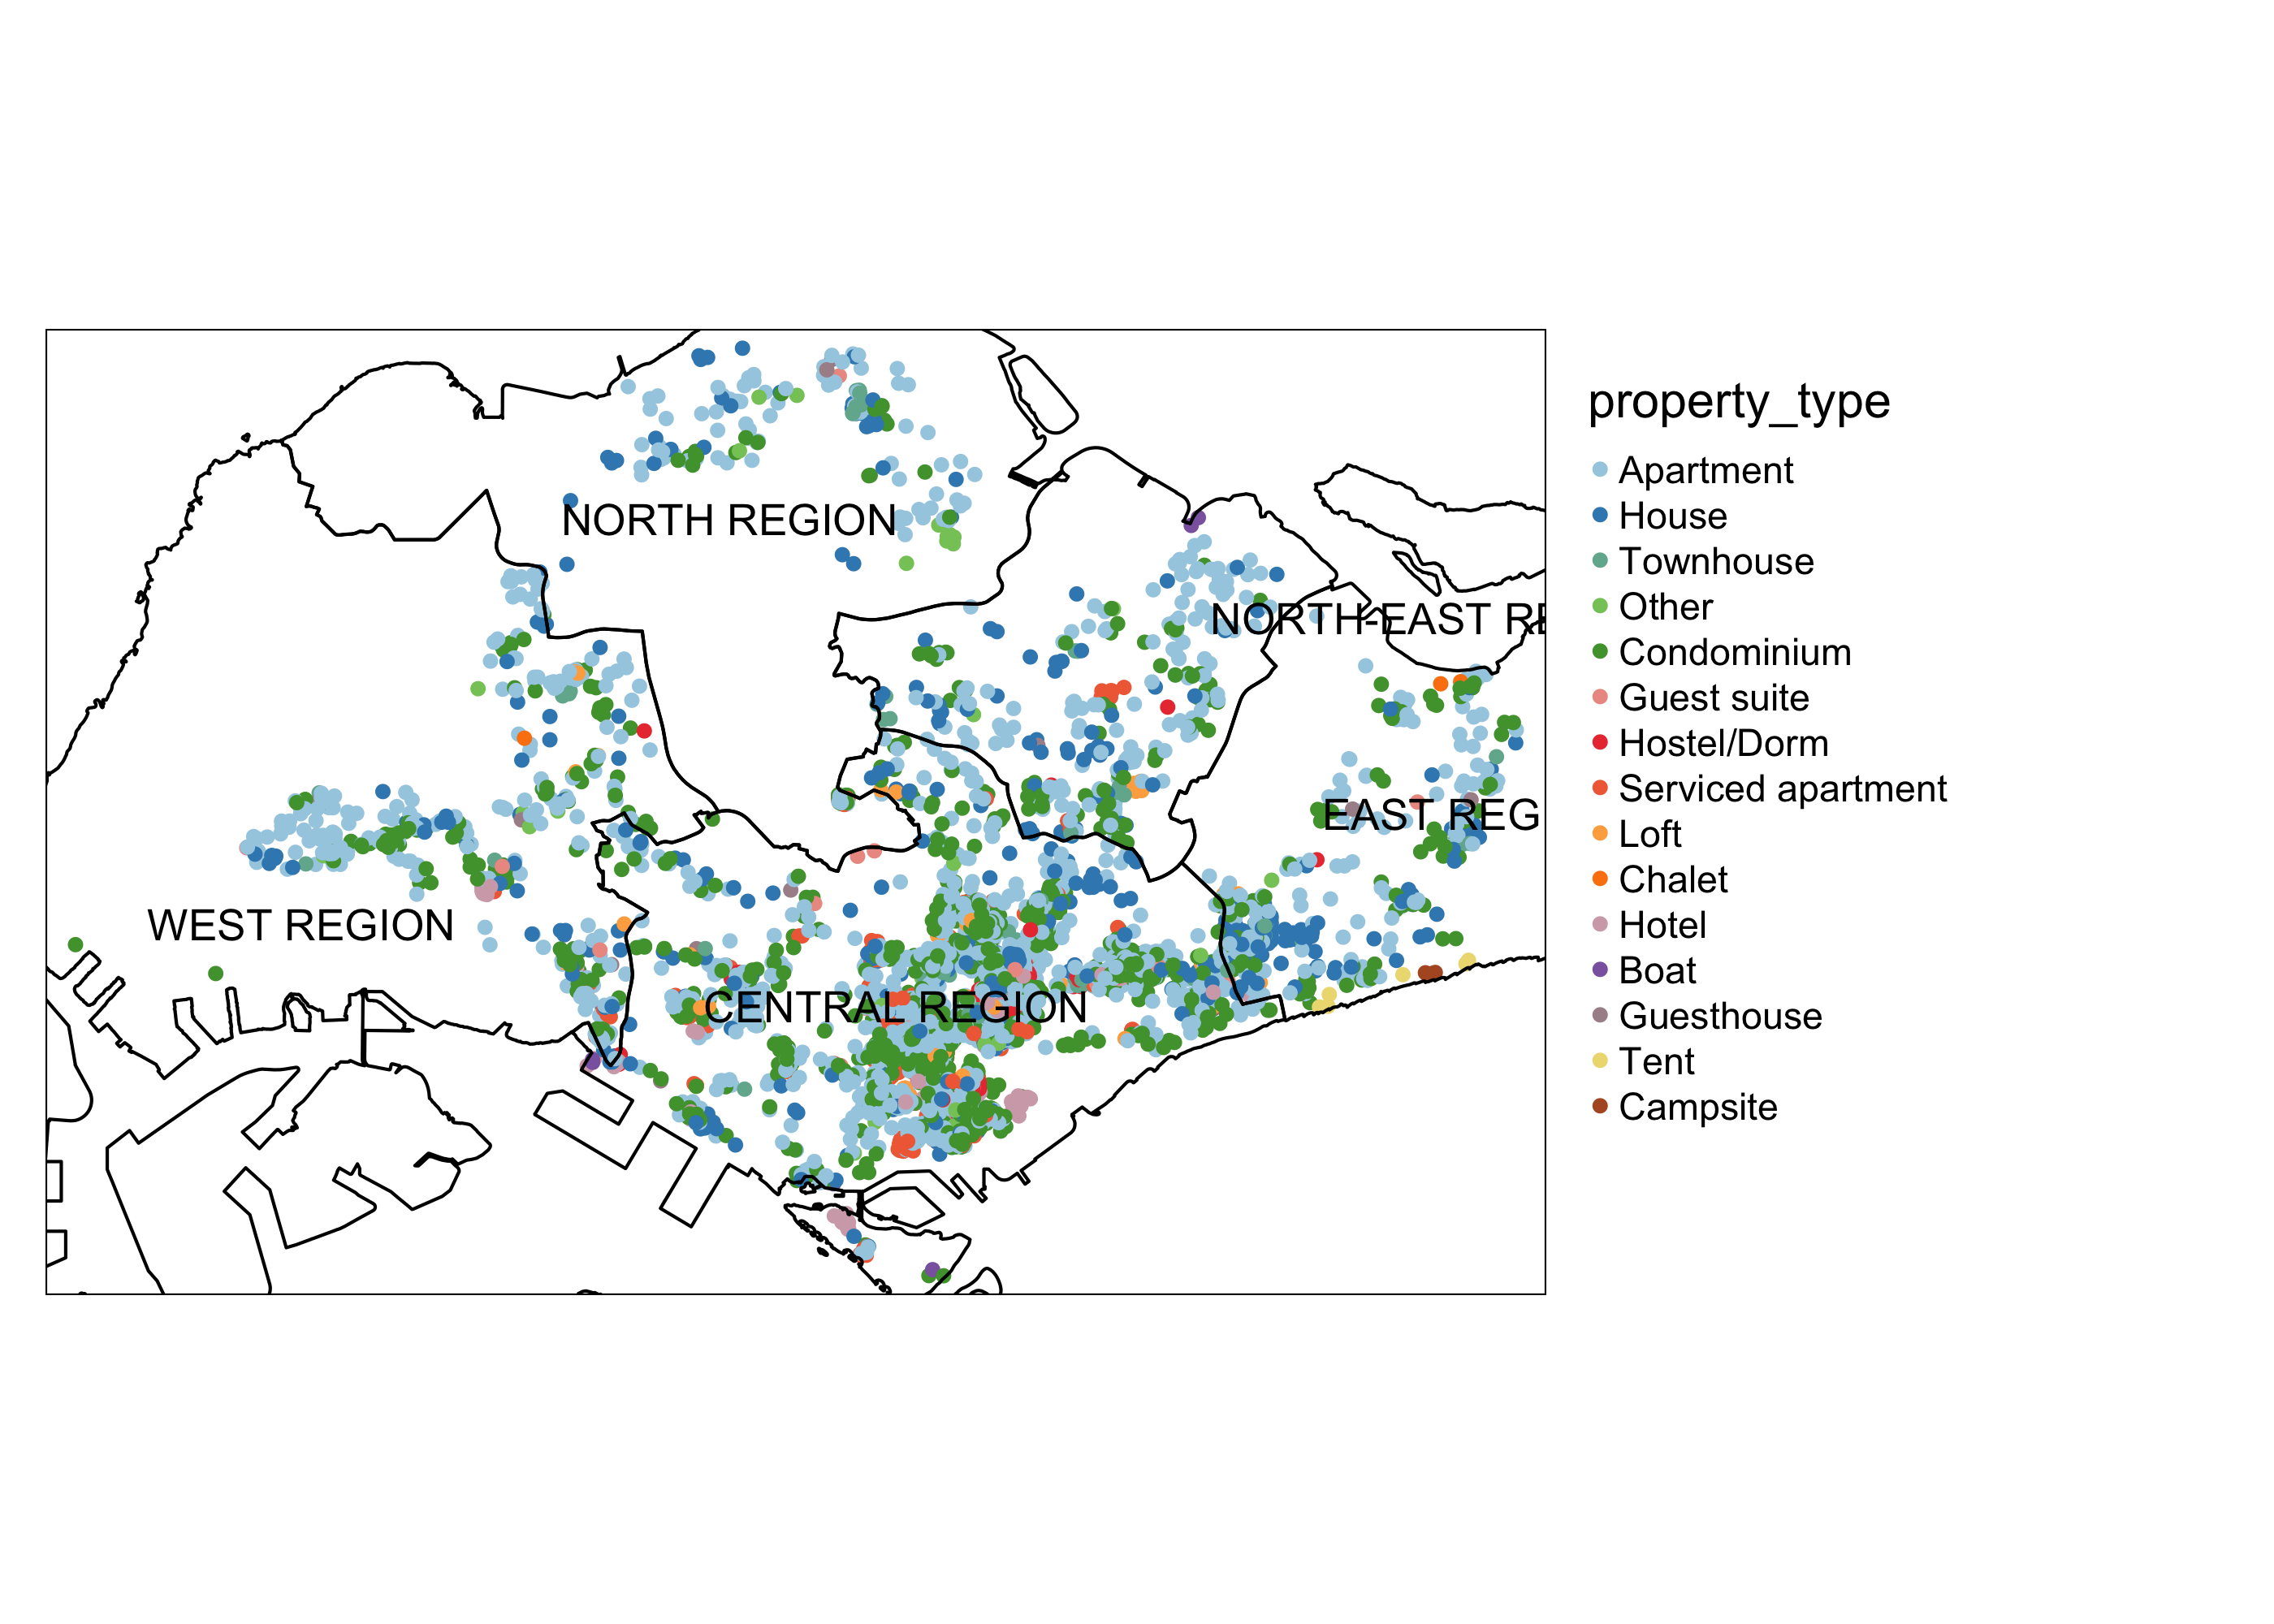 property_type
Apartment
House
Townhouse
Other
Condominium
Guest suite
Hostel/Dorm
Serviced apartment
Loft
Chalet
Hotel
Boat
Guesthouse
Tent
Campsite
NORTH REGION
NORTH-EAST RE
EAST REG
WEST REGION
CENTRAL REGION